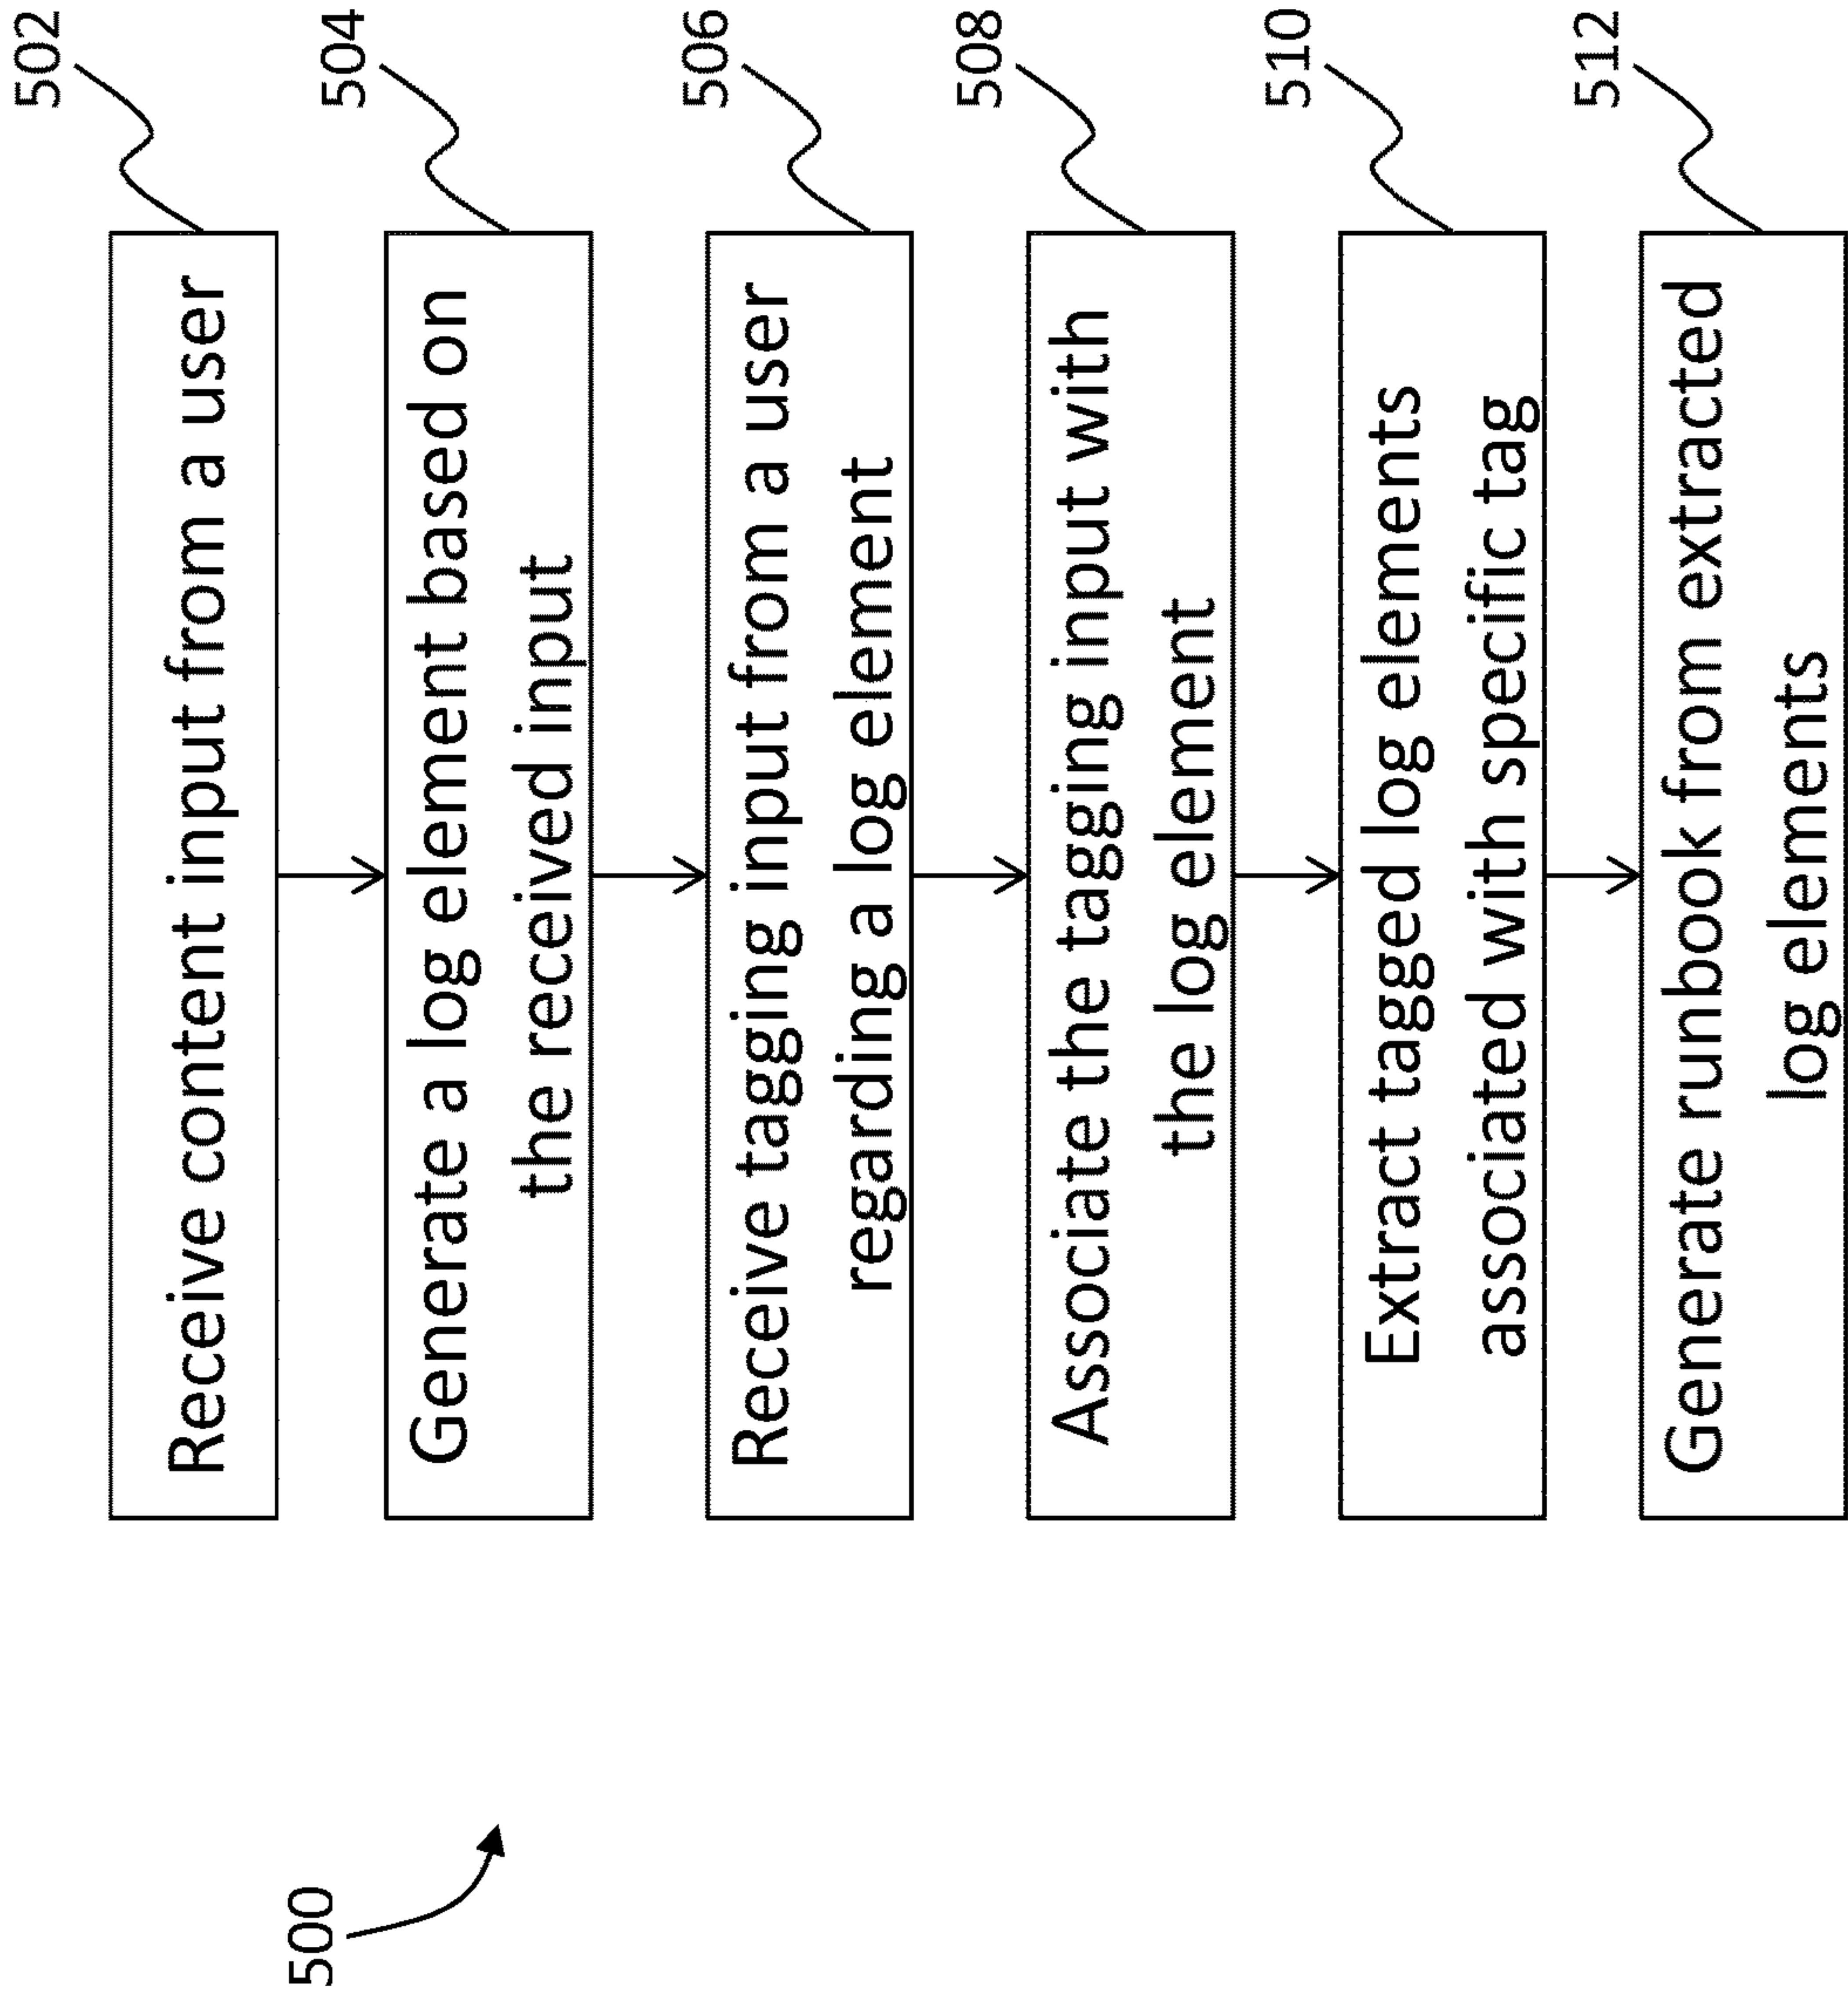 500
502
Receive content input from a user
504
Generate a log element based on
the received input
506
Receive tagging input from a user
regarding a log element
508
Associate the tagging input with
the log element
510
Extract tagged log elements
associated with specific tag
512
Generate runbook from extracted
log elements